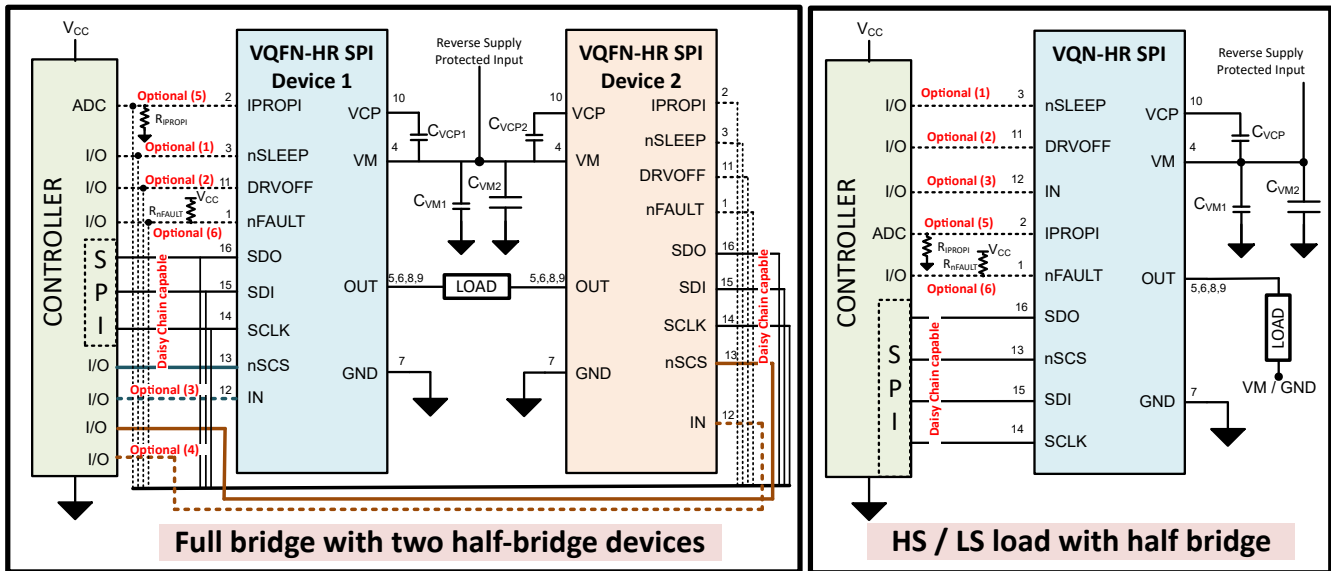 VCC
CONTROLLER
ADC
I/O
I/O
I/O
S
P
I
I/O
I/O
I/O
I/O
Optional (5)
RIPROPI
Optional (1)
Optional (2)
VCC
RnFAULT
Optional (6)
Daisy Chain capable
Optional (3)
Optional (4)
2
3
11
1
16
15
14
13
12
VQFN-HR SPI
Device 1
IPROPI
nSLEEP
DRVOFF
nFAULT
SDO
SDI
SCLK
nSCS
IN
VCP
VM
OUT
GND
10
4
5,6,8,9
7
CVCP1
CVM1
Reverse Supply
Protected Input
CVCP2
CVM2
LOAD
10
4
5,6,8,9
7
VQFN-HR SPI
Device 2
VCP
VM
OUT
GND
IPROPI
nSLEEP
DRVOFF
nFAULT
SDO
SDI
SCLK
nSCS
IN
2
3
11
1
16
15
14
13
12
Daisy Chain capable
Full bridge with two half-bridge devices
VCC
CONTROLLER
I/O
I/O
I/O
ADC
I/O
S
P
I
Optional (1)
Optional (2)
Optional (3)
Optional (5)
RIPROPI
VCC
RnFAULT
Optional (6)
Daisy Chain capable
3
11
12
2
1
16
13
15
14
VQN-HR SPI
nSLEEP
DRVOFF
IN
IPROPI
nFAULT
SDO
nSCS
SDI
SCLK
VCP
VM
OUT
GND
10
4
5,6,8,9
7
Reverse Supply
Protected Input
CVCP
CVM1
CVM2
LOAD
VM / GND
HS / LS load with half bridge